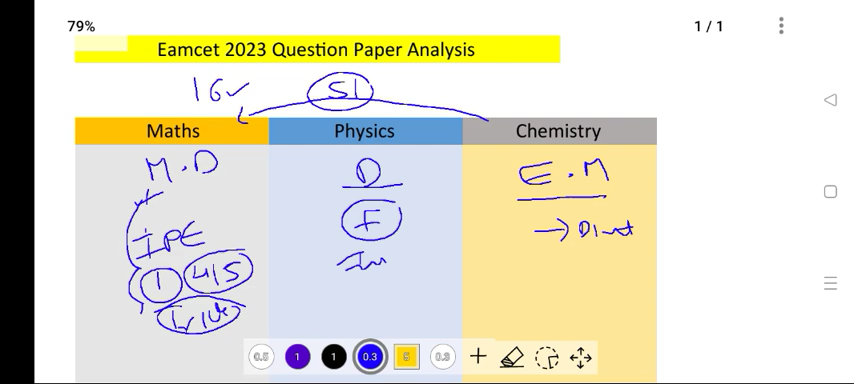 79%
1 / 1
Eamcet 2023 Question Paper Analysis
16
S1
Maths Physics Chemistry
M.D D E.M
F
IPE
1 4/5
0.5 1 1 0.3 5 0.3